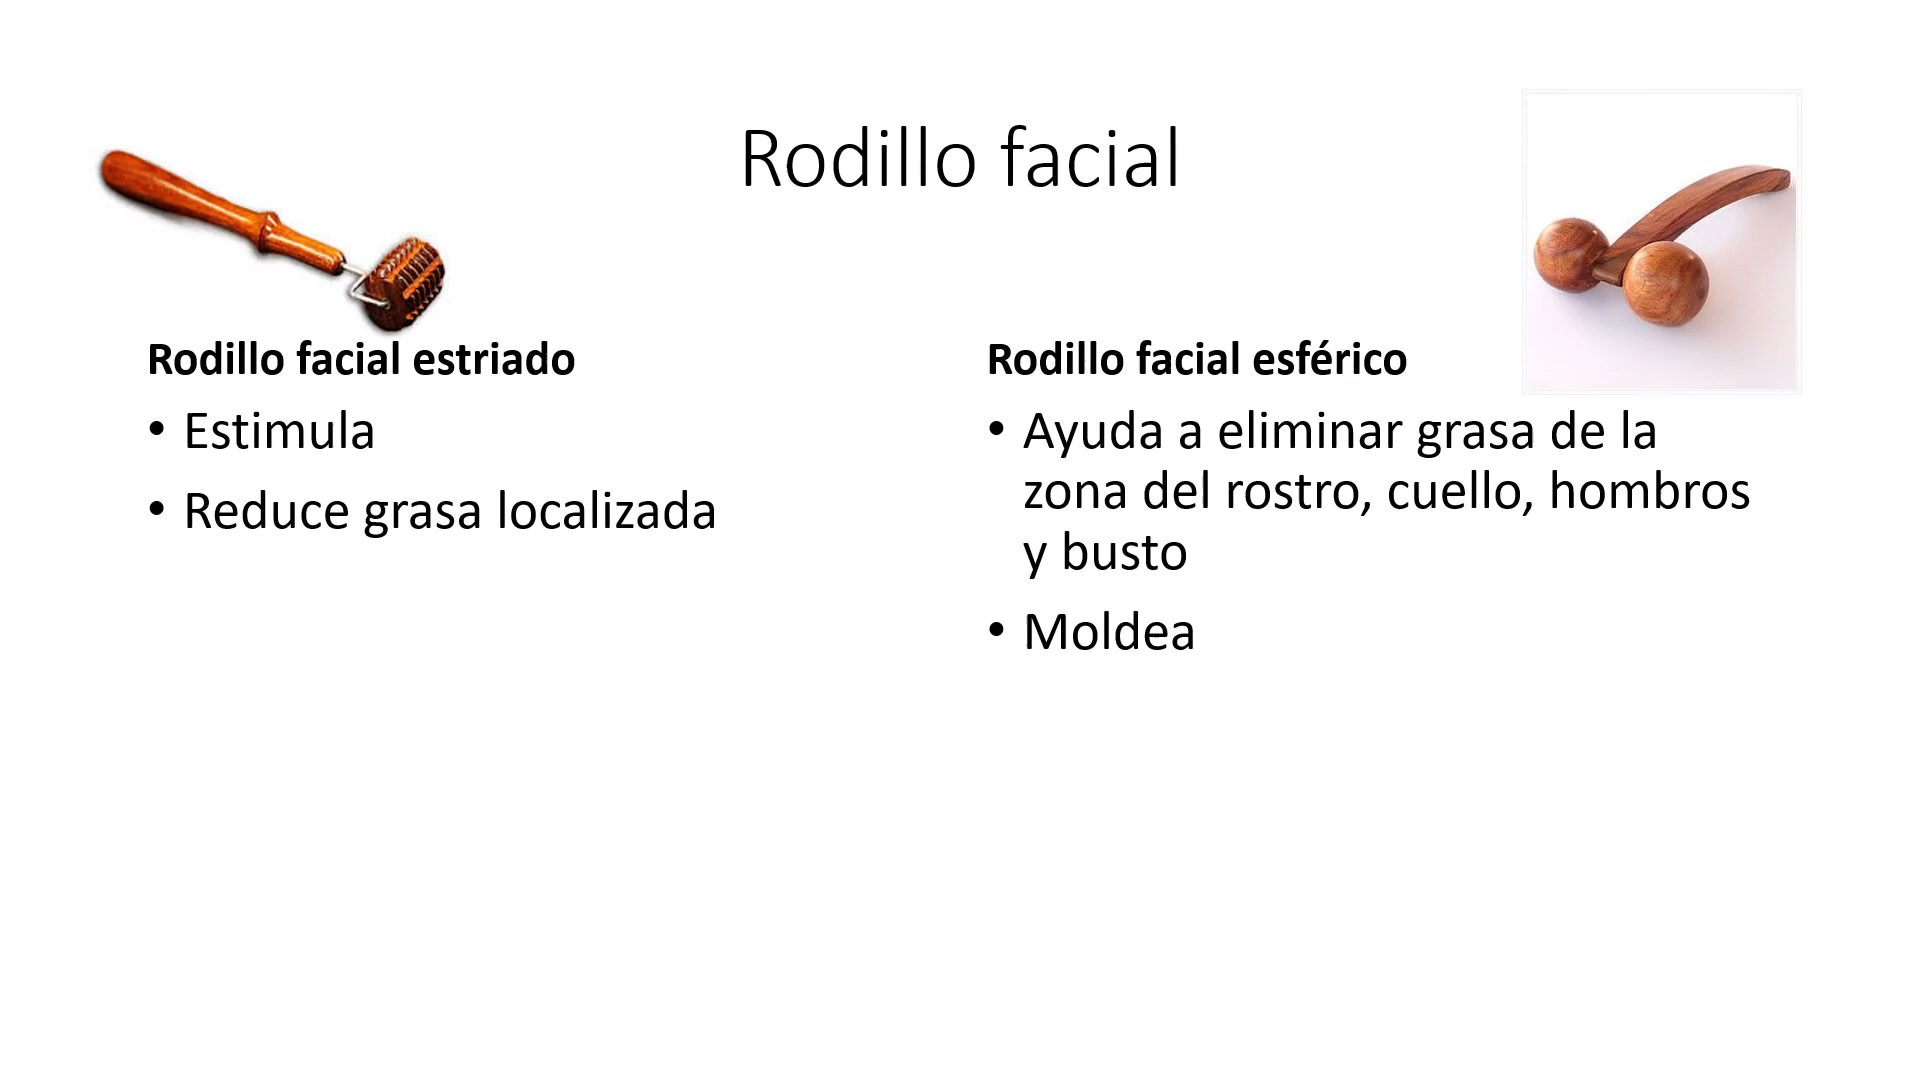 Rodillo facial
Rodillo facial estriado
• Estimula
• Reduce grasa localizada
Rodillo facial esférico
• Ayuda a eliminar grasa de la
zona del rostro, cuello, hombros
y busto
• Moldea